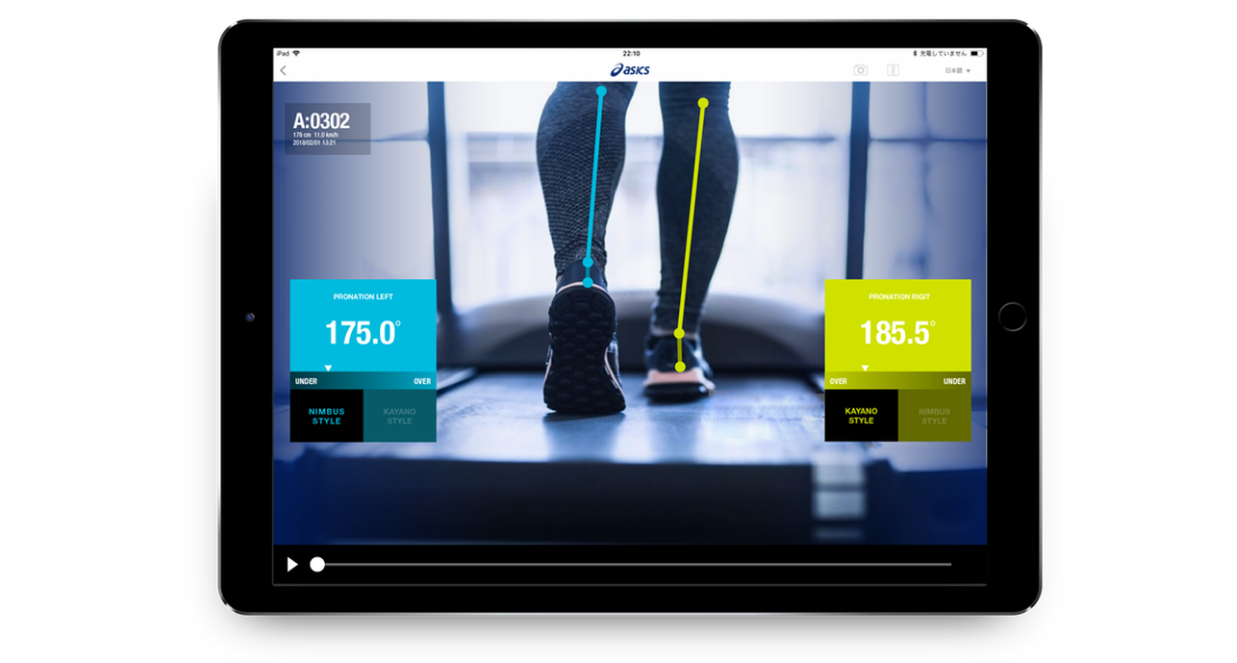 iPad
22:10
充電していません
asics
日本語
A:0302
178 cm 11.0 km/h
2018/02/01 13:21
PRONATION LEFT
175.0°
UNDER OVER
NIMBUS
STYLE
KAYANO
STYLE
PRONATION RIGIT
185.5°
OVER UNDER
KAYANO
STYLE
NIMBUS
STYLE